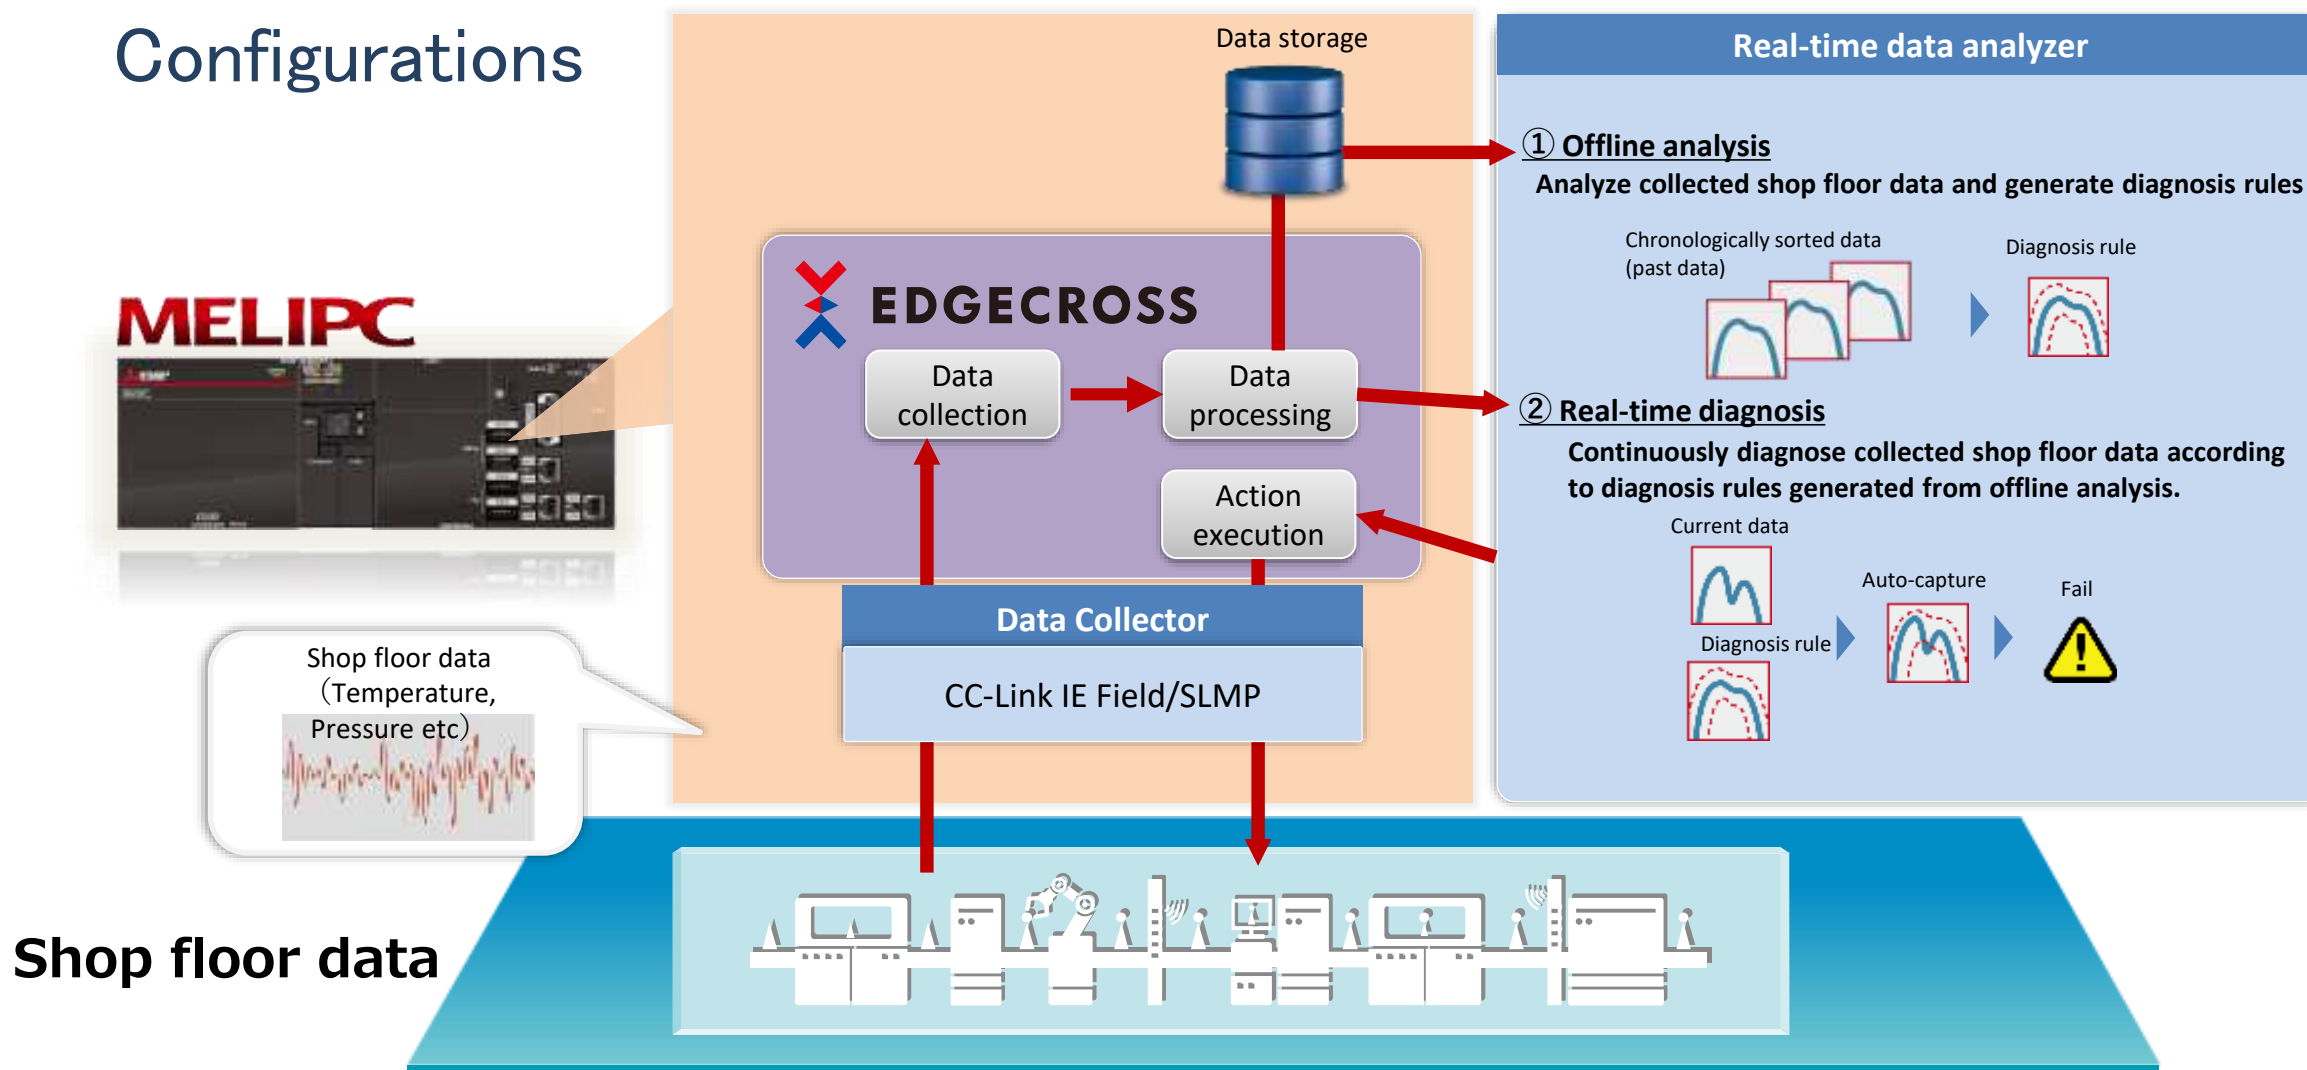 Configurations
Data storage
Real-time data analyzer
① Offline analysis
Analyze collected shop floor data and generate diagnosis rules
Chronologically sorted data
(past data)
Diagnosis rule
MELIPC
EDGECROSS
Data
collection
Data
processing
Action
execution
② Real-time diagnosis
Continuously diagnose collected shop floor data according
to diagnosis rules generated from offline analysis.
Current data
Diagnosis rule
Auto-capture
Fail
Data Collector
CC-Link IE Field/SLMP
Shop floor data
（Temperature,
Pressure etc）
Shop floor data